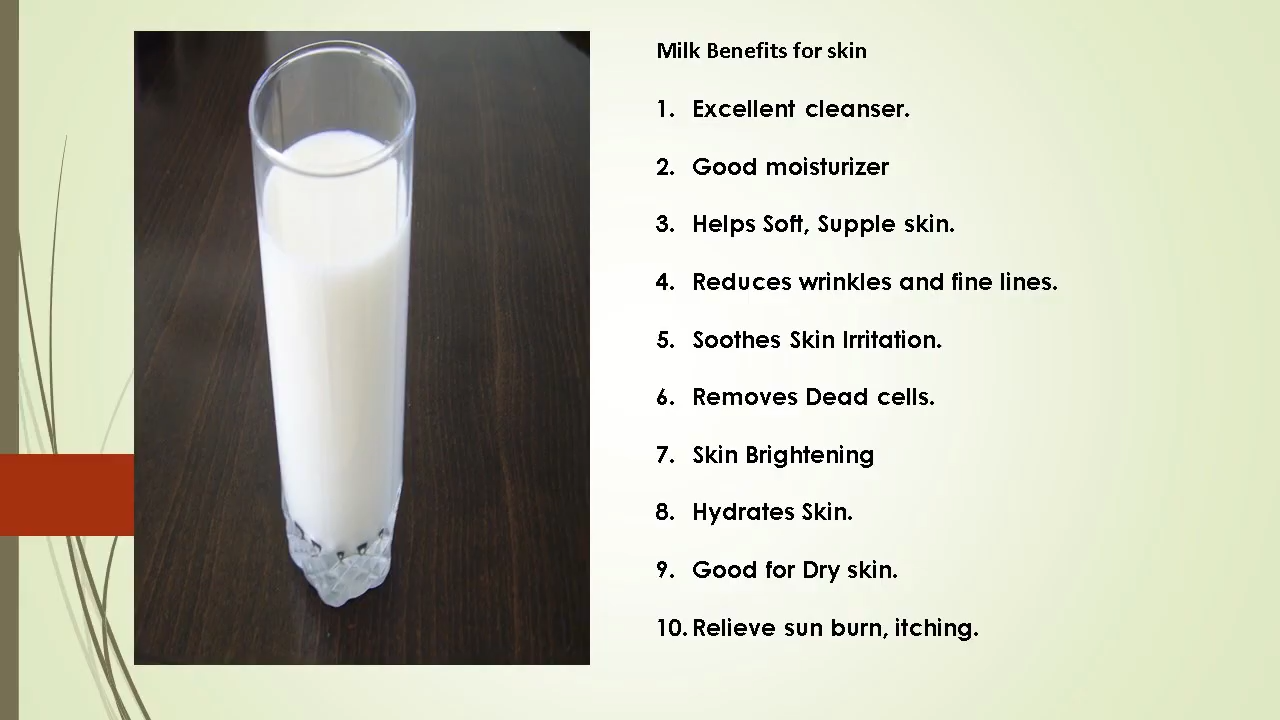 Milk Benefits for skin
1. Excellent cleanser.
2. Good moisturizer
3. Helps Soft, Supple skin.
4. Reduces wrinkles and fine lines.
5. Soothes Skin Irritation.
6. Removes Dead cells.
7. Skin Brightening
8. Hydrates Skin.
9. Good for Dry skin.
10. Relieve sun burn, itching.